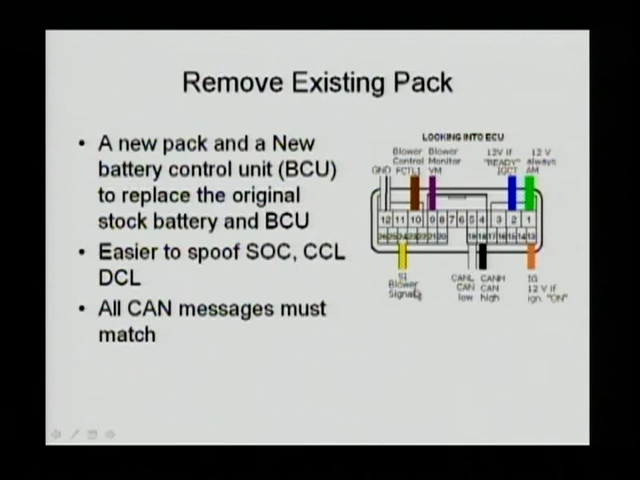 Remove Existing Pack
• A new pack and a New
battery control unit (BCU)
to replace the original
stock battery and BCU
• Easier to spoof SOC, CCL
DCL
• All CAN messages must
match
LOOKING INTO ECU
Blower Blower 12V if 12 V
Control Monitor "READY" always
GND FCTL1 VM IGCT AM
12 11 10 9 8 7 6 5 4 3 2 1
SI CANL CANH IG
Blower CAN CAN 12 V if
Signal low high ign. "ON"